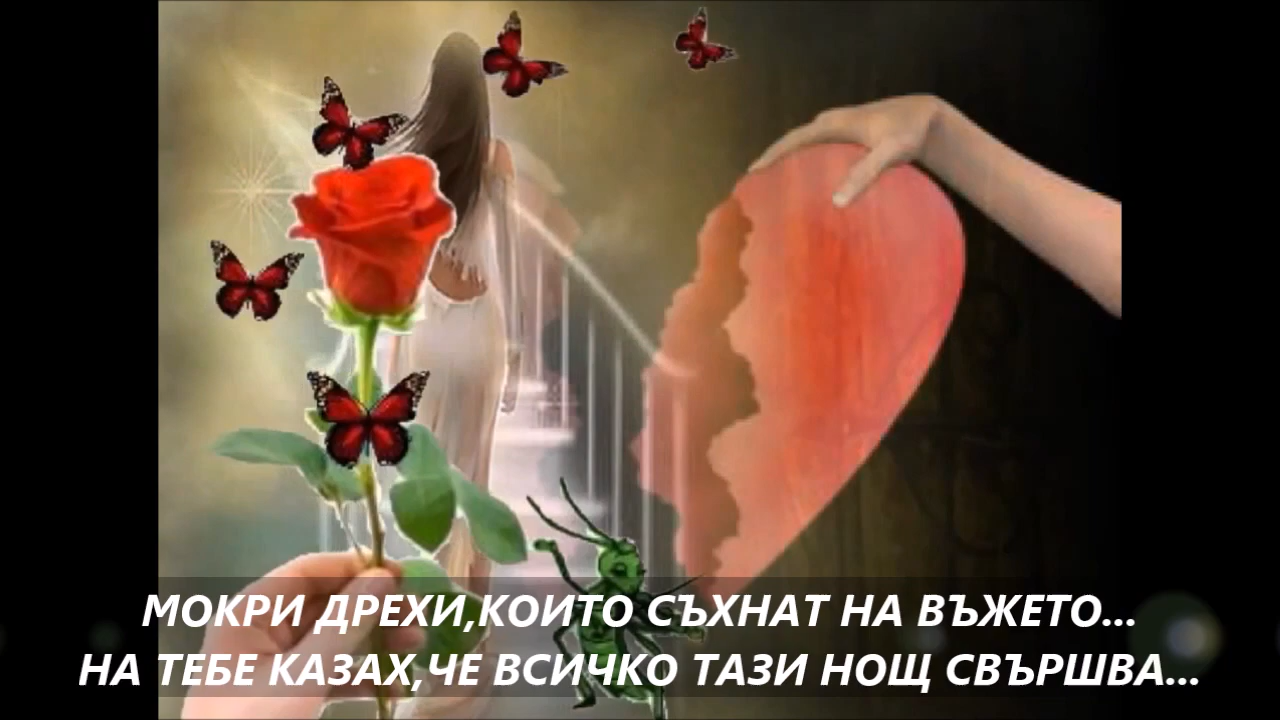 МОКРИ ДРЕХИ,КОИТО СЪХНАТ НА ВЪЖЕТО...
НА ТЕБЕ КАЗАХ,ЧЕ ВСИЧКО ТАЗИ НОЩ СВЪРШВА...